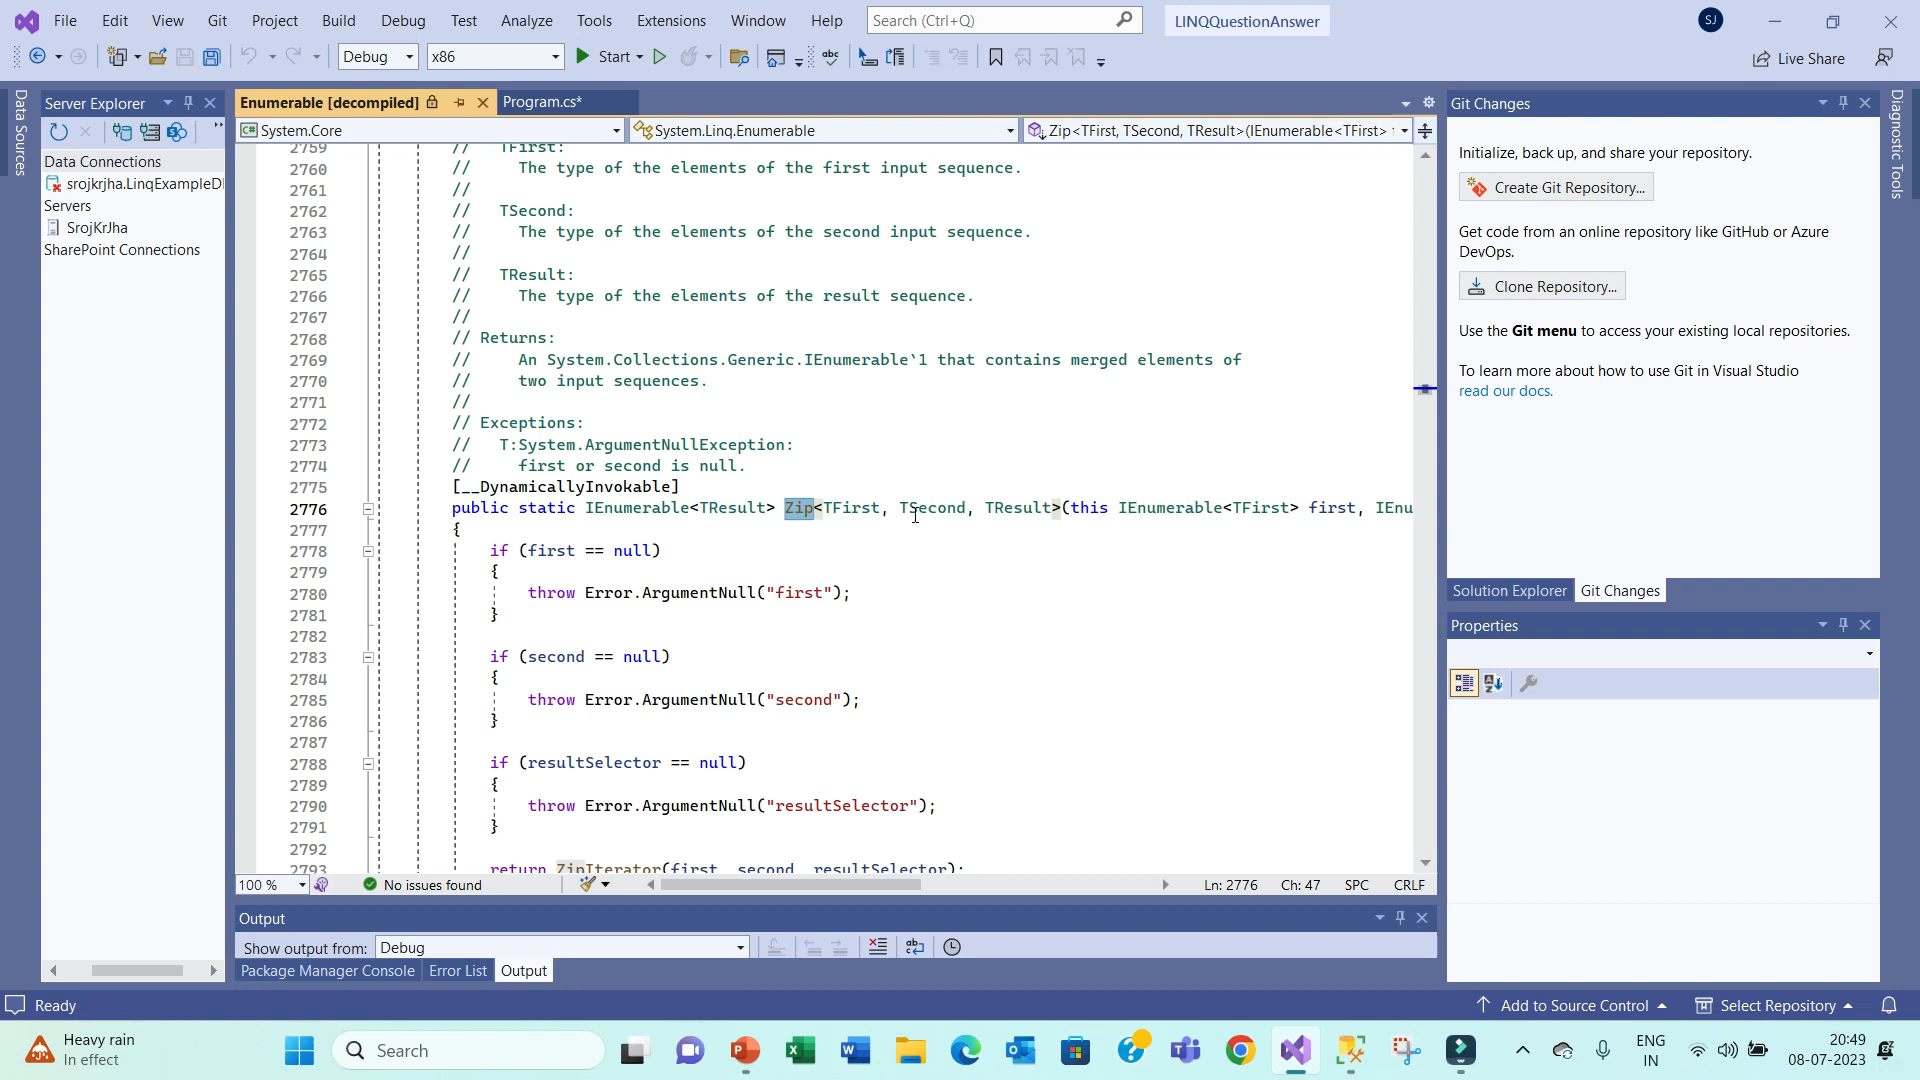 File Edit View Git Project Build Debug Test Analyze Tools Extensions Window Help Search (Ctrl+Q) LINQQuestionAnswer SJ
Debug x86 Start Live Share
Data Sources
Server Explorer
Data Connections
srojkrjha.LinqExampleD
Servers
SrojKrJha
SharePoint Connections
Enumerable [decompiled] Program.cs*
System.Core System.Linq.Enumerable Zip<TFirst, TSecond, TResult>(IEnumerable<TFirst>
2759 // TFirst:
2760 // The type of the elements of the first input sequence.
2761 //
2762 // TSecond:
2763 // The type of the elements of the second input sequence.
2764 //
2765 // TResult:
2766 // The type of the elements of the result sequence.
2767 //
2768 // Returns:
2769 // An System.Collections.Generic.IEnumerable`1 that contains merged elements of
2770 // two input sequences.
2771 //
2772 // Exceptions:
2773 // T:System.ArgumentNullException:
2774 // first or second is null.
2775 [__DynamicallyInvokable]
2776 public static IEnumerable<TResult> Zip<TFirst, TSecond, TResult>(this IEnumerable<TFirst> first, IEnu
2777 {
2778 if (first == null)
2779 {
2780 throw Error.ArgumentNull("first");
2781 }
2782
2783 if (second == null)
2784 {
2785 throw Error.ArgumentNull("second");
2786 }
2787
2788 if (resultSelector == null)
2789 {
2790 throw Error.ArgumentNull("resultSelector");
2791 }
2792
2793 return ZipIterator(first, second, resultSelector);
100 % No issues found Ln: 2776 Ch: 47 SPC CRLF
Output
Show output from: Debug
Package Manager Console Error List Output
Git Changes
Initialize, back up, and share your repository.
Create Git Repository...
Get code from an online repository like GitHub or Azure
DevOps.
Clone Repository...
Use the Git menu to access your existing local repositories.
To learn more about how to use Git in Visual Studio
read our docs.
Solution Explorer Git Changes
Properties
Diagnostic Tools
Ready Add to Source Control Select Repository
Heavy rain
In effect
Search
ENG
IN
20:49
08-07-2023